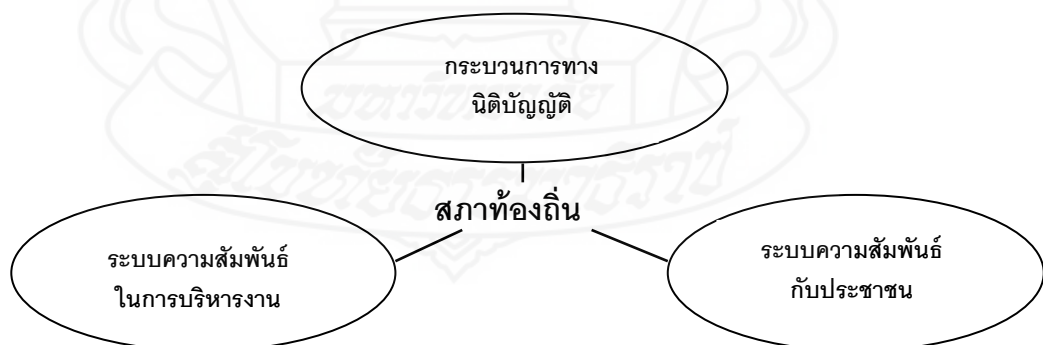 กระบวนการทาง
นิติบัญญัติ
สภาท้องถิ่น
ระบบความสัมพันธ์
ในการบริหารงาน
ระบบความสัมพันธ์
กับประชาชน